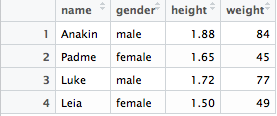 name gender height weight
1 Anakin male 1.88 84
2 Padme female 1.65 45
3 Luke male 1.72 77
4 Leia female 1.50 49